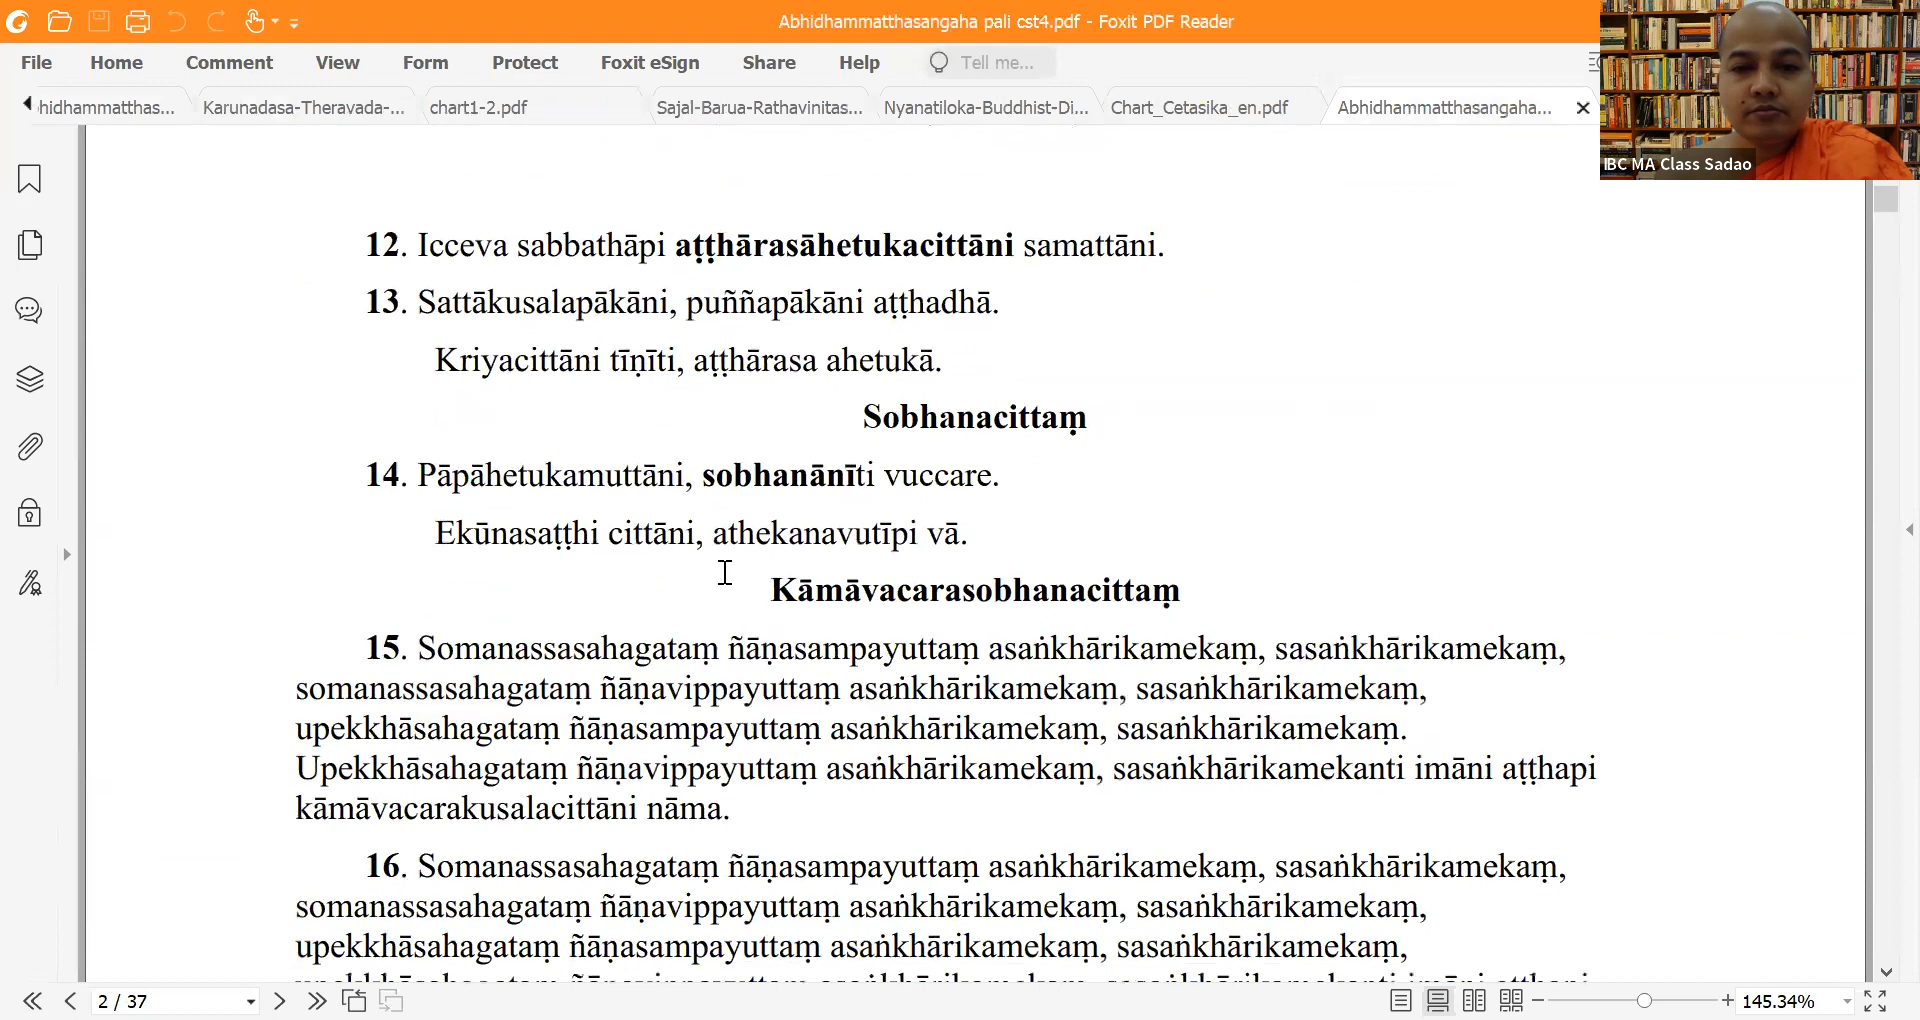 Abhidhammatthasangaha pali cst4.pdf - Foxit PDF Reader
File Home Comment View Form Protect Foxit eSign Share Help Tell me...
hidhammatthas... Karunadasa-Theravada-... chart1-2.pdf Sajal-Barua-Rathavinitas... Nyanatiloka-Buddhist-Di... Chart_Cetasika_en.pdf Abhidhammatthasangaha...
IBC MA Class Sadao
12. Icceva sabbathāpi aṭṭhārasāhetukacittāni samattāni.
13. Sattākusalapākāni, puññapākāni aṭṭhadhā.
Kriyacittāni tīṇīti, aṭṭhārasa ahetukā.
Sobhanacittaṃ
14. Pāpāhetukamuttāni, sobhanānīti vuccare.
Ekūnasaṭṭhi cittāni, athekanavutīpi vā.
Kāmāvacarasobhanacittaṃ
15. Somanassasahagataṃ ñāṇasampayuttaṃ asaṅkhārikamekaṃ, sasaṅkhārikamekaṃ,
somanassasahagataṃ ñāṇavippayuttaṃ asaṅkhārikamekaṃ, sasaṅkhārikamekaṃ,
upekkhāsahagataṃ ñāṇasampayuttaṃ asaṅkhārikamekaṃ, sasaṅkhārikamekaṃ.
Upekkhāsahagataṃ ñāṇavippayuttaṃ asaṅkhārikamekaṃ, sasaṅkhārikamekanti imāni aṭṭhapi
kāmāvacarakusalacittāni nāma.
16. Somanassasahagataṃ ñāṇasampayuttaṃ asaṅkhārikamekaṃ, sasaṅkhārikamekaṃ,
somanassasahagataṃ ñāṇavippayuttaṃ asaṅkhārikamekaṃ, sasaṅkhārikamekaṃ,
upekkhāsahagataṃ ñāṇasampayuttaṃ asaṅkhārikamekaṃ, sasaṅkhārikamekaṃ,
2 / 37 145.34%